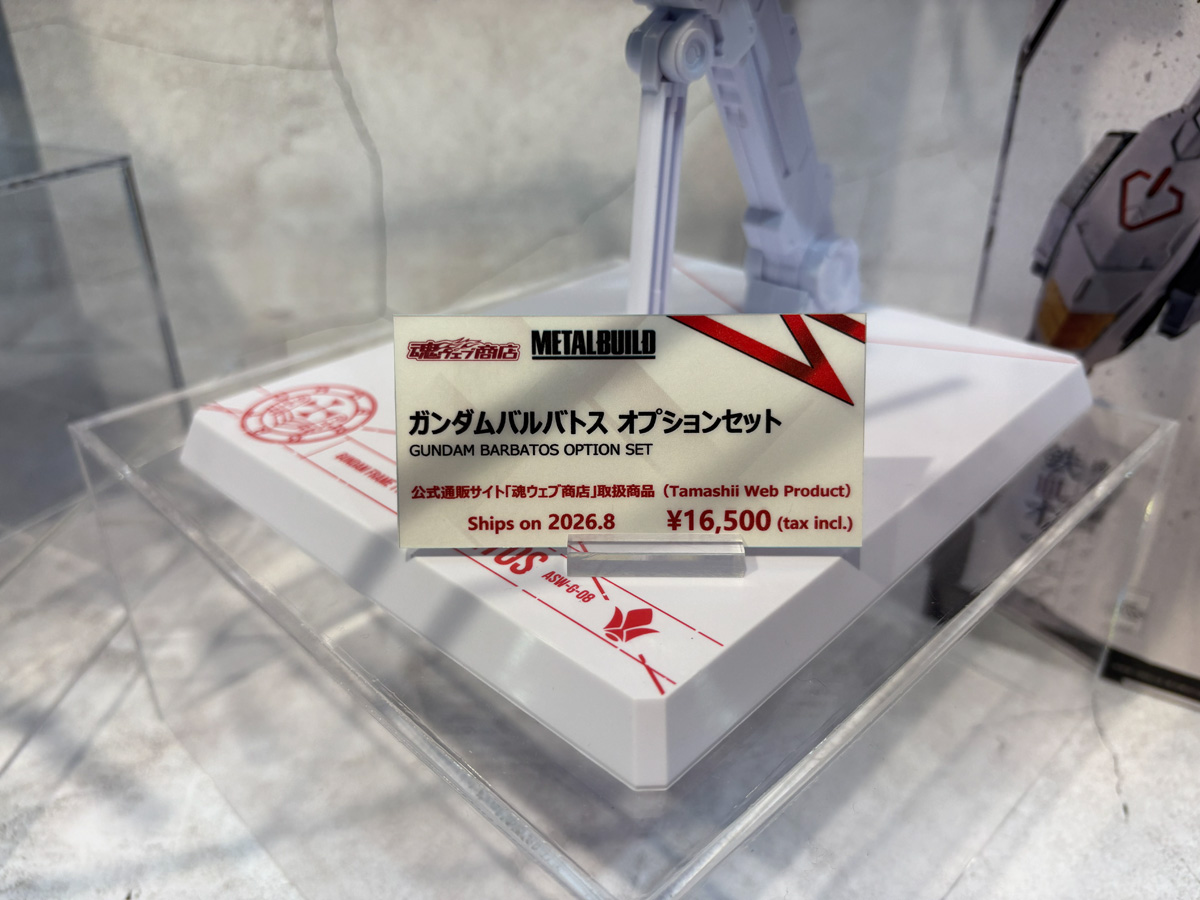 魂ウェブ商店 METAL BUILD
ガンダムバルバトス オプションセット
GUNDAM BARBATOS OPTION SET
公式通販サイト「魂ウェブ商店」取扱商品（Tamashii Web Product）
Ships on 2026.8 ¥16,500 (tax incl.)
GUNDAM FRAME
TOS
ASW-G-08